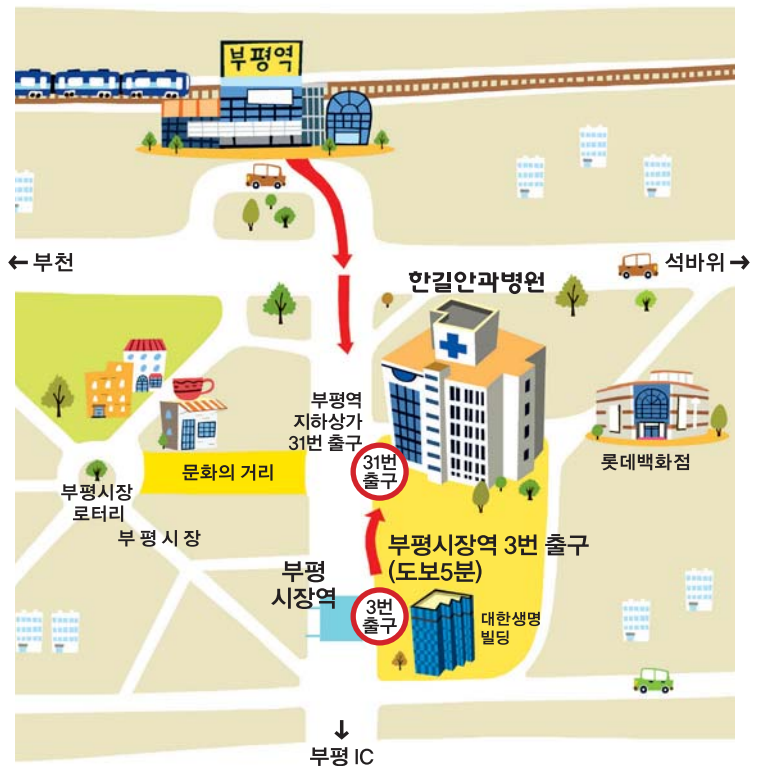 부평역
← 부천
석바위 →
한길안과병원
부평역
지하상가
31번 출구
31번
출구
롯데백화점
문화의 거리
부평시장
로터리
부평시장
부평시장역 3번 출구
(도보5분)
부평
시장역
3번
출구
대한생명
빌딩
↓
부평 IC